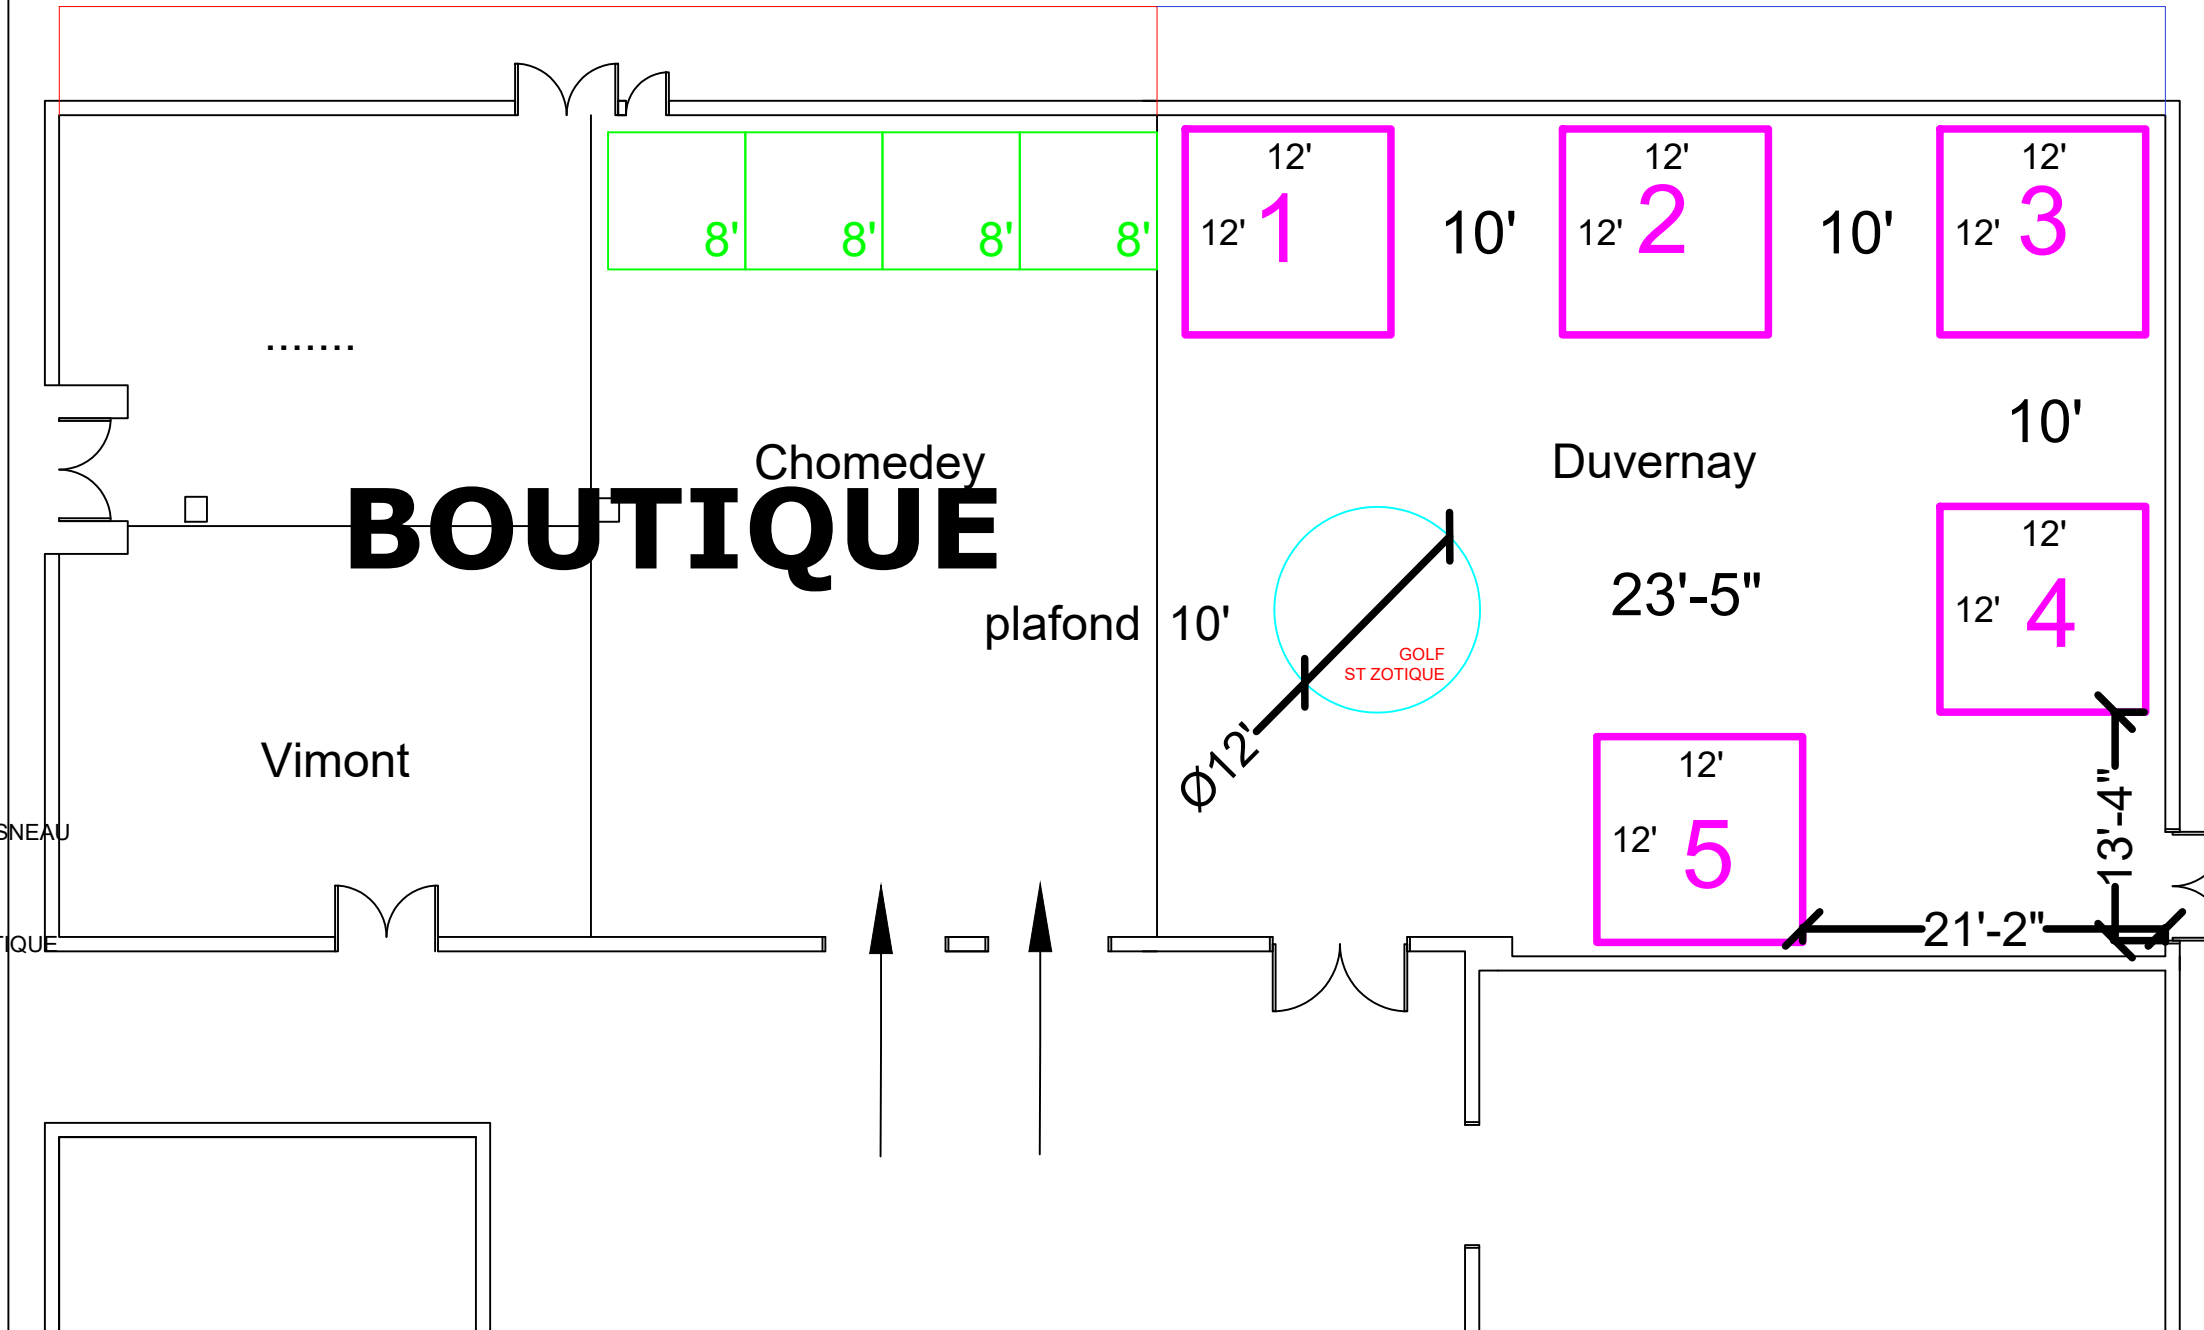 12'
12'
12'
12'
1
10'
12'
2
10'
12'
3
8'
8'
8'
8'
.......
10'
Chomedey
Duvernay
BOUTIQUE
12'
12'
4
23'-5"
plafond 10'
GOLF
ST ZOTIQUE
Ø12'
Vimont
12'
12'
5
13'-4"
SNEAU
21'-2"
TIQUE